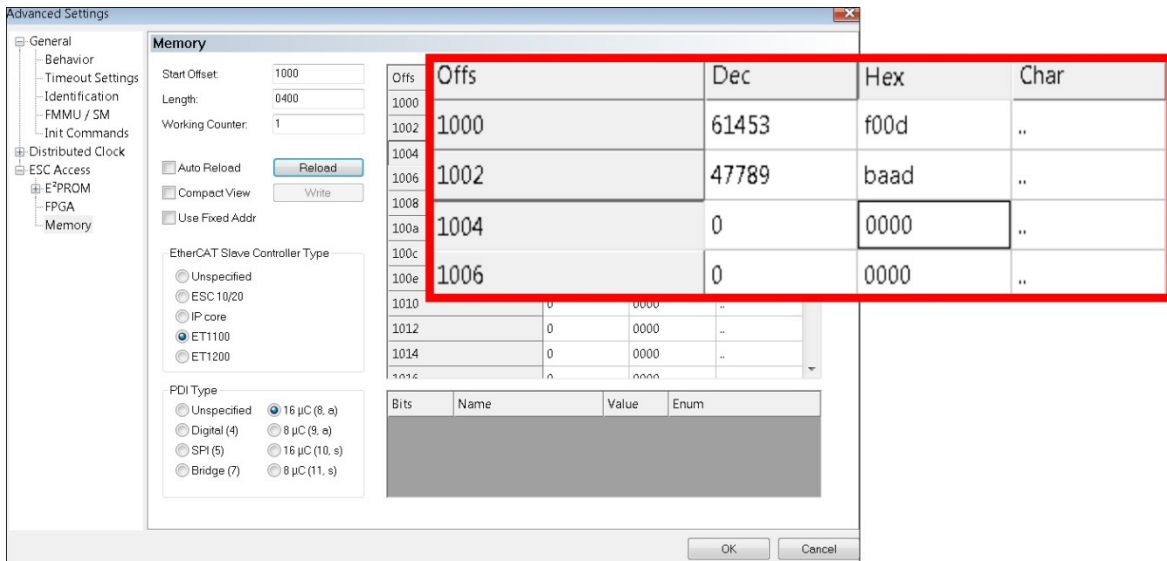 Advanced Settings
General
Behavior
Timeout Settings
Identification
FMMU / SM
Init Commands
Distributed Clock
ESC Access
E²PROM
FPGA
Memory
Memory
Start Offset: 1000
Length: 0400
Working Counter: 1
Auto Reload Reload
Compact View Write
Use Fixed Addr
EtherCAT Slave Controller Type
Unspecified
ESC 10/20
IP core
ET1100
ET1200
PDI Type
Unspecified 16 µC (8, a)
Digital (4) 8 µC (9, a)
SPI (5) 16 µC (10, s)
Bridge (7) 8 µC (11, s)
Offs
1000
1002
1004
1006
1008
100a
100c
100e
1010 0 0000 ..
1012 0 0000 ..
1014 0 0000 ..
1016 0 0000
Offs Dec Hex Char
1000 61453 f00d ..
1002 47789 baad ..
1004 0 0000 ..
1006 0 0000 ..
Bits Name Value Enum
OK Cancel